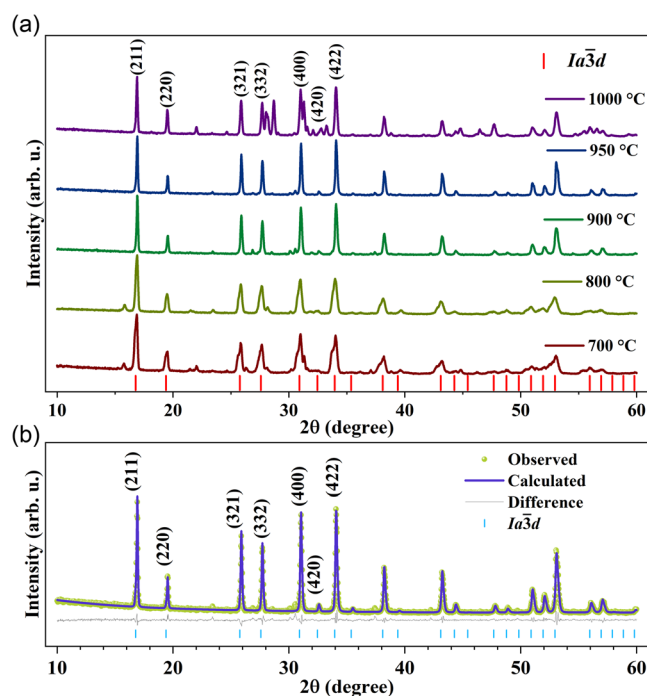 (a)
(211)
(220)
(321)
(332)
(400)
(420)
(422)
Ia3̅d
1000 °C
950 °C
900 °C
800 °C
700 °C
Intensity (arb. u.)
10 20 30 40 50 60
2θ (degree)
(b)
(211)
(220)
(321)
(332)
(400)
(420)
(422)
Observed
Calculated
Difference
Ia3̅d
Intensity (arb. u.)
10 20 30 40 50 60
2θ (degree)